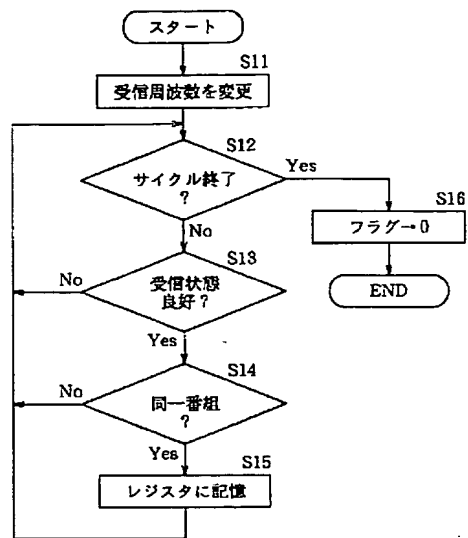 スタート
S11
受信周波数を変更
S12
サイクル終了
?
Yes
No
S16
フラグ→0
END
S13
受信状態
良好?
No
Yes
S14
同一番組
?
No
Yes
S15
レジスタに記憶